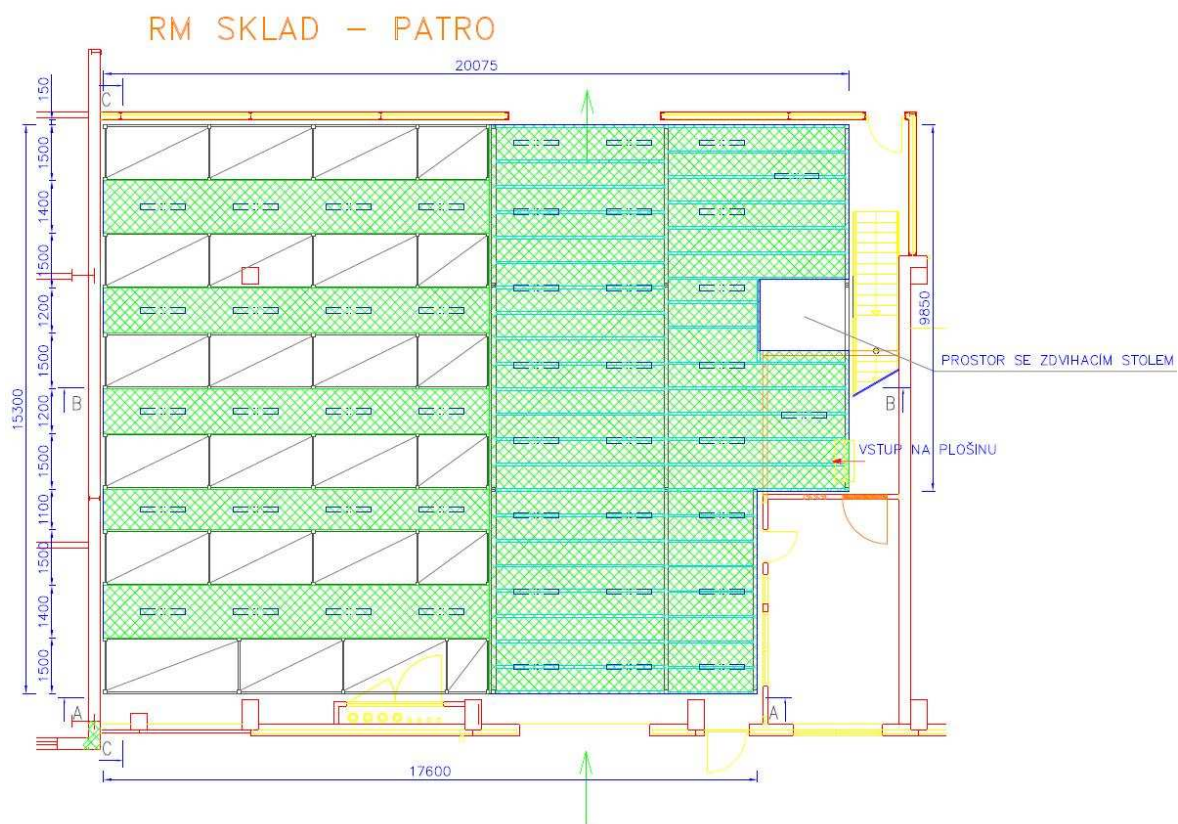 RM SKLAD – PATRO
20075
150
C
1500
1400
1500
1200
1500
1200
1500
1100
1500
1400
1500
15300
9850
PROSTOR SE ZDVIHACÍM STOLEM
B
B
VSTUP NA PLOŠINU
A
A
C
17600